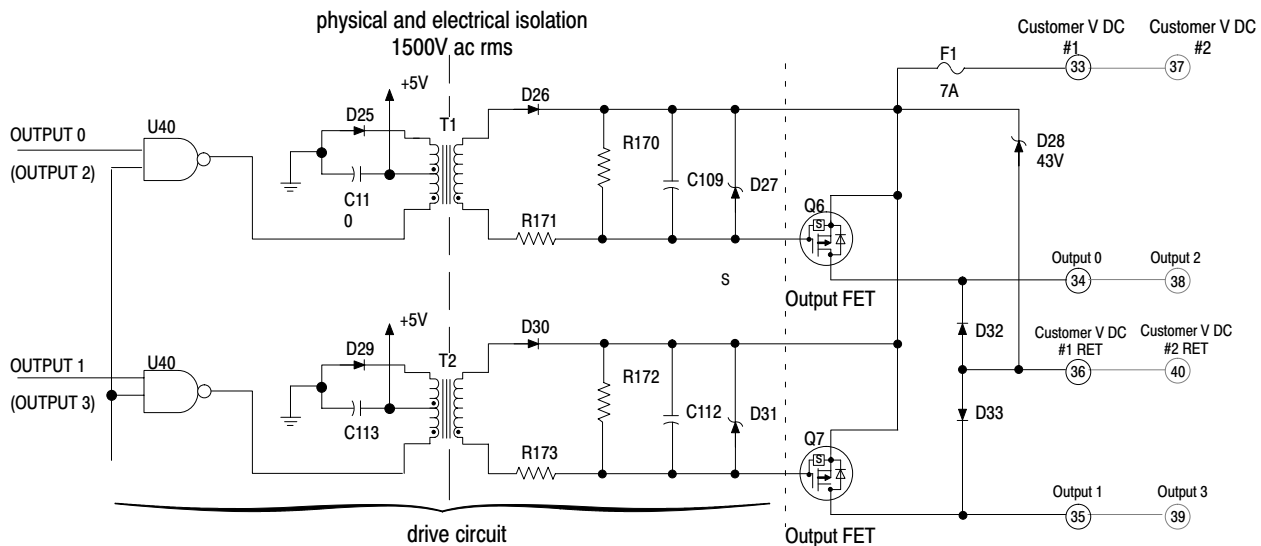 physical and electrical isolation
1500V ac rms
Customer V DC
#1
Customer V DC
#2
F1
7A
33
37
+5V
D25
T1
D26
OUTPUT 0
(OUTPUT 2)
U40
C11
0
R170
C109
D27
D28
43V
R171
Q6
S
S
Output FET
Output 0
34
Output 2
38
+5V
D29
T2
D30
D32
Customer V DC
#1 RET
36
Customer V DC
#2 RET
40
OUTPUT 1
(OUTPUT 3)
U40
C113
R172
C112
D31
D33
R173
Q7
S
Output 1
35
Output 3
39
drive circuit
Output FET